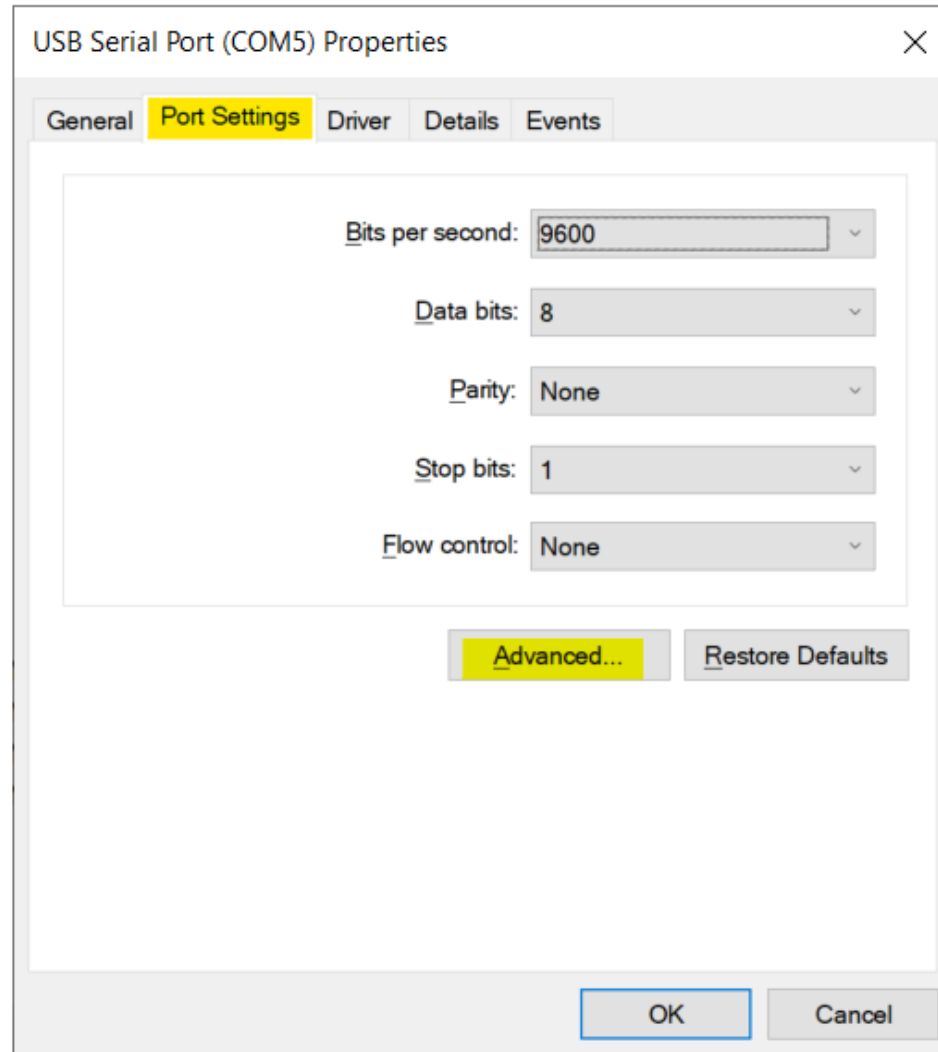 USB Serial Port (COM5) Properties
General Port Settings Driver Details Events
Bits per second: 9600
Data bits: 8
Parity: None
Stop bits: 1
Flow control: None
Advanced... Restore Defaults
OK Cancel